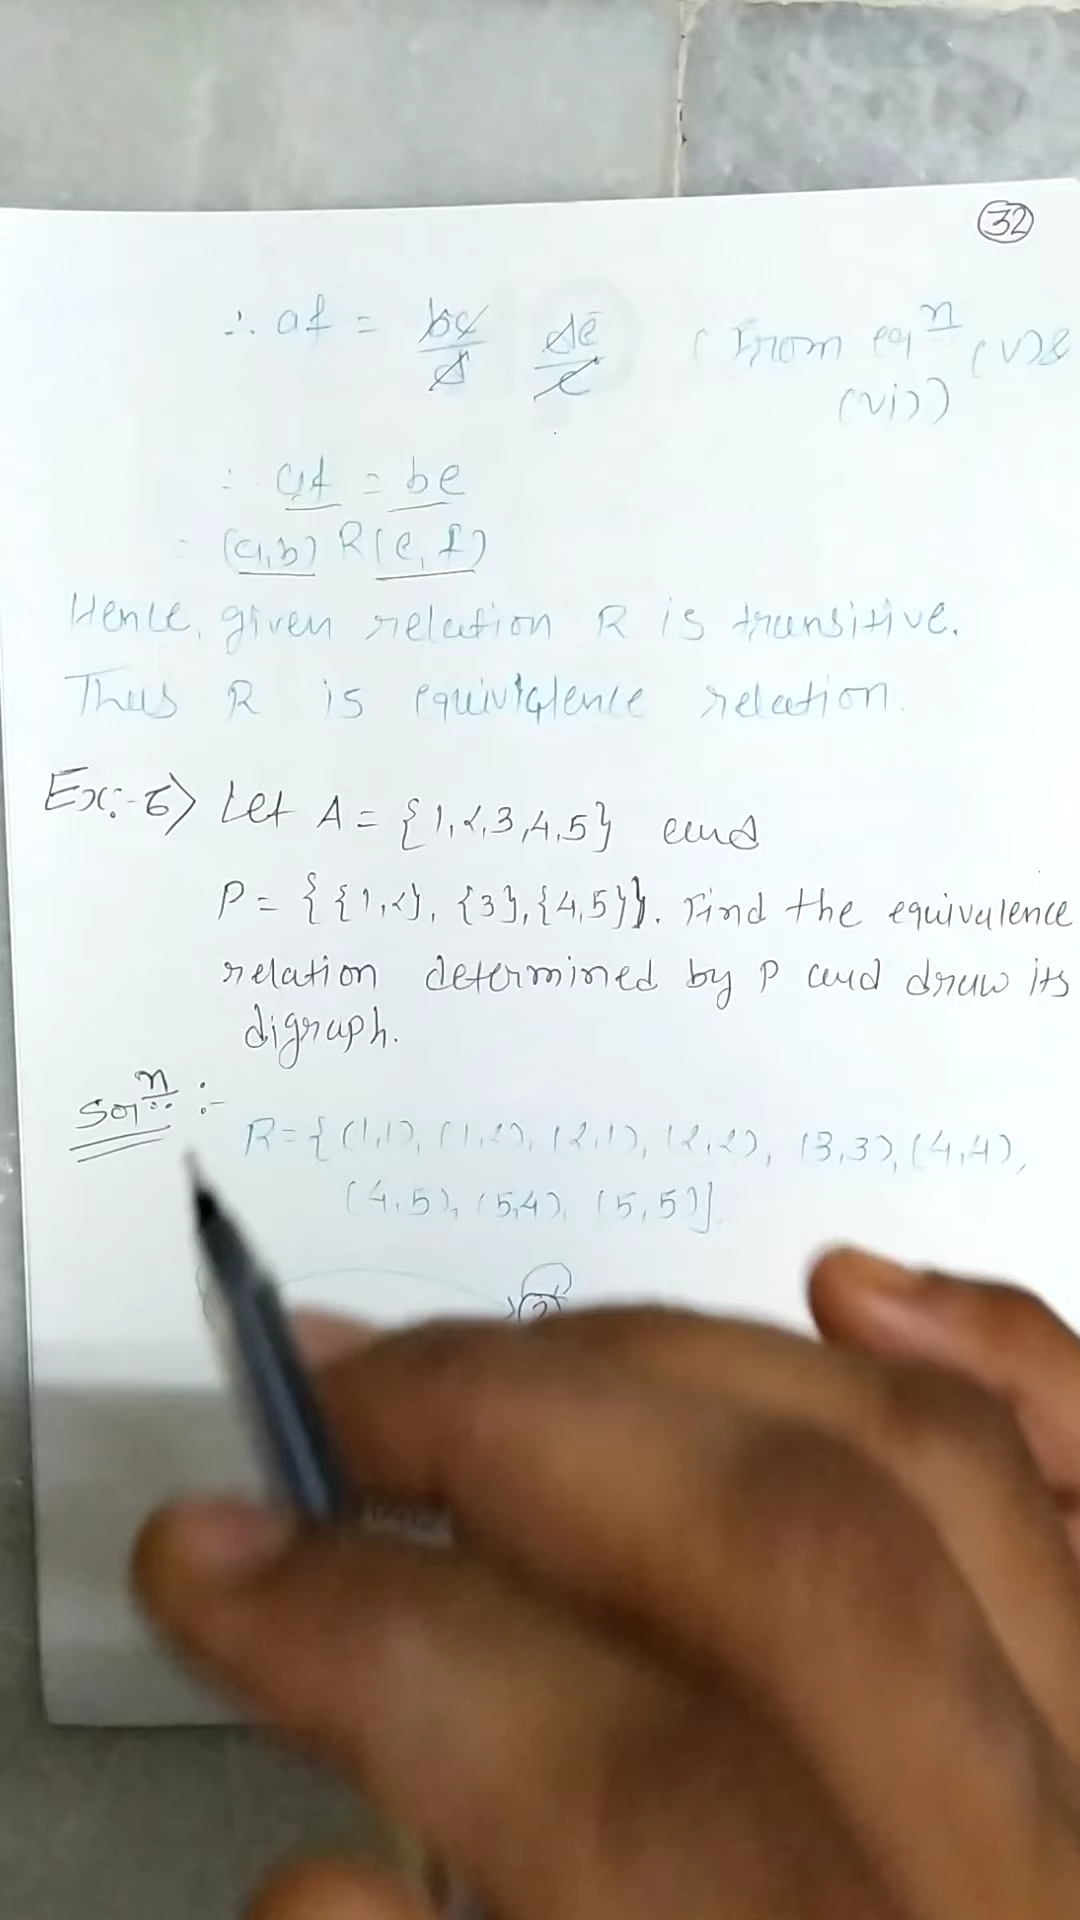 32
∴ af = bc/d de/c (From eqn (v) &
(vi))
∴ af = be
= (a,b) R (e,f)
Hence, given relation R is transitive.
Thus R is equivalence relation.
Ex:-6) Let A = {1,2,3,4,5} and
P = {{1,2}, {3}, {4,5}}. Find the equivalence
relation determined by P and draw its
digraph.
Soln :-
R = {(1,1), (1,2), (2,1), (2,2), (3,3), (4,4),
(4,5), (5,4), (5,5)}.
2